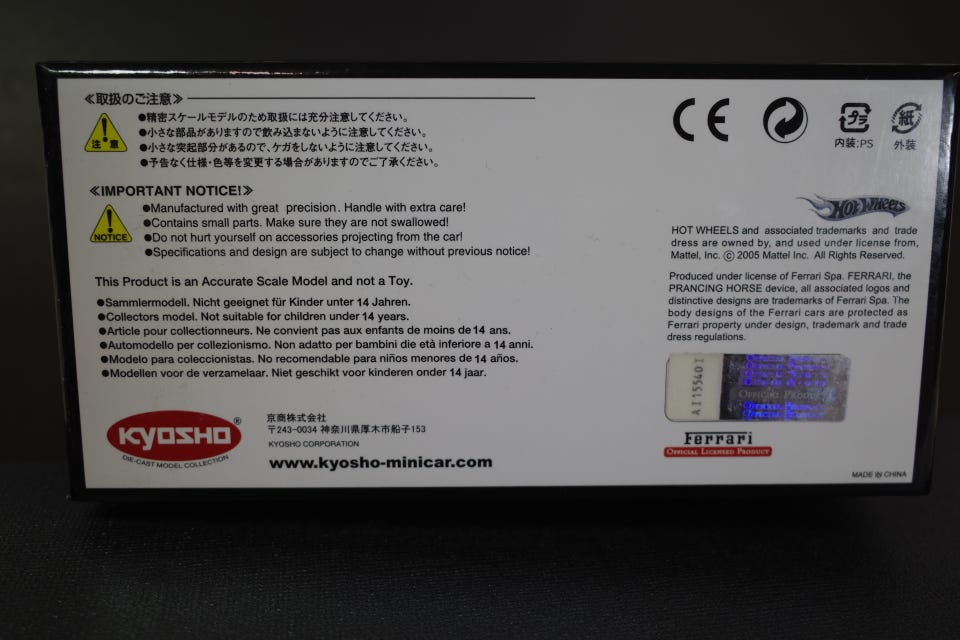 ≪取扱のご注意≫
注 意
●精密スケールモデルのため取扱には充分注意してください。
●小さな部品がありますので飲み込まないように注意してください。
●小さな突起部分があるので、ケガをしないように注意してください。
●予告なく仕様・色等を変更する場合がありますのでご了承ください。
≪IMPORTANT NOTICE!≫
NOTICE
●Manufactured with great precision. Handle with extra care!
●Contains small parts. Make sure they are not swallowed!
●Do not hurt yourself on accessories projecting from the car!
●Specifications and design are subject to change without previous notice!
This Product is an Accurate Scale Model and not a Toy.
●Sammlermodell. Nicht geeignet für Kinder unter 14 Jahren.
●Collectors model. Not suitable for children under 14 years.
●Article pour collectionneurs. Ne convient pas aux enfants de moins de 14 ans.
●Automodello per collezionismo. Non adatto per bambini die età inferiore a 14 anni.
●Modelo para coleccionistas. No recomendable para niños menores de 14 años.
●Modellen voor de verzamelaar. Niet geschikt voor kinderen onder 14 jaar.
KYOSHO®
DIE-CAST MODEL COLLECTION
京商株式会社
〒243-0034 神奈川県厚木市船子153
KYOSHO CORPORATION
www.kyosho-minicar.com
CE
プラ
内装:PS
紙
外装
Hot Wheels
HOT WHEELS and associated trademarks and trade
dress are owned by, and used under license from,
Mattel, Inc. Ⓒ 2005 Mattel Inc. All Rights Reserved.
Produced under license of Ferrari Spa. FERRARI, the
PRANCING HORSE device, all associated logos and
distinctive designs are trademarks of Ferrari Spa. The
body designs of the Ferrari cars are protected as
Ferrari property under design, trademark and trade
dress regulations.
AI155401
OFFICIAL PRODUCT
Ferrari
OFFICIAL LICENSED PRODUCT
MADE IN CHINA